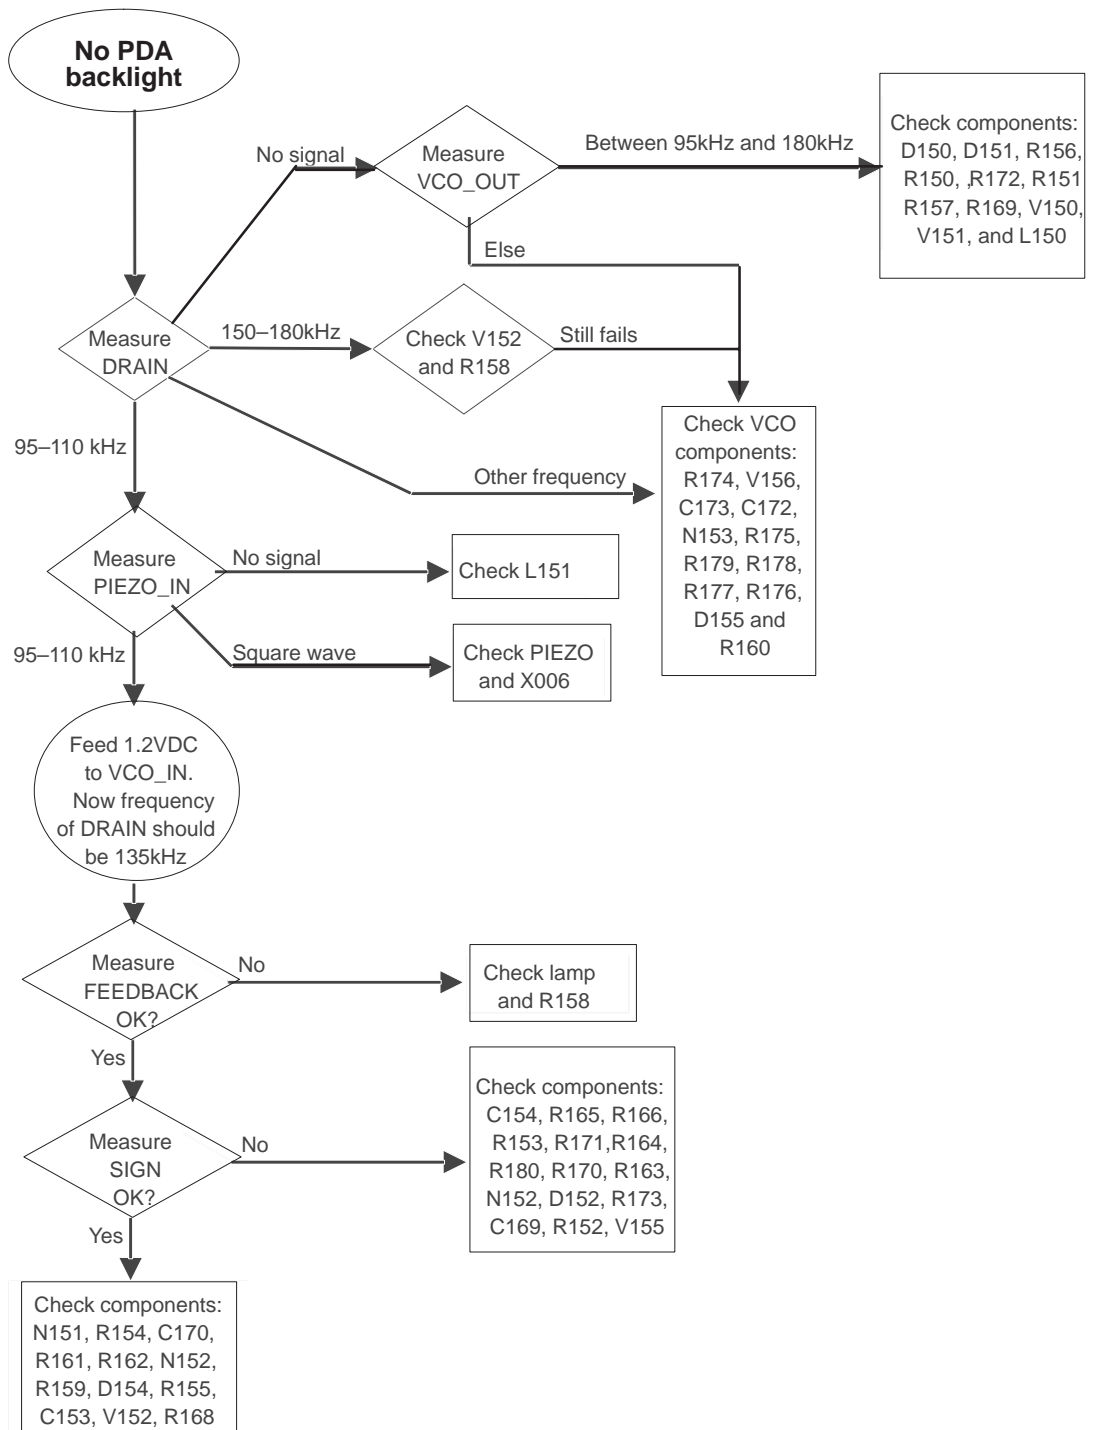 No PDA
backlight
No signal
Measure
VCO_OUT
Between 95kHz and 180kHz
Check components:
D150, D151, R156,
R150, ,R172, R151
R157, R169, V150,
V151, and L150
Else
Measure
DRAIN
150–180kHz
Check V152
and R158
Still fails
95–110 kHz
Other frequency
Check VCO
components:
R174, V156,
C173, C172,
N153, R175,
R179, R178,
R177, R176,
D155 and
R160
Measure
PIEZO_IN
No signal
Check L151
95–110 kHz
Square wave
Check PIEZO
and X006
Feed 1.2VDC
to VCO_IN.
Now frequency
of DRAIN should
be 135kHz
Measure
FEEDBACK
OK?
No
Check lamp
and R158
Yes
Measure
SIGN
OK?
No
Check components:
C154, R165, R166,
R153, R171,R164,
R180, R170, R163,
N152, D152, R173,
C169, R152, V155
Yes
Check components:
N151, R154, C170,
R161, R162, N152,
R159, D154, R155,
C153, V152, R168